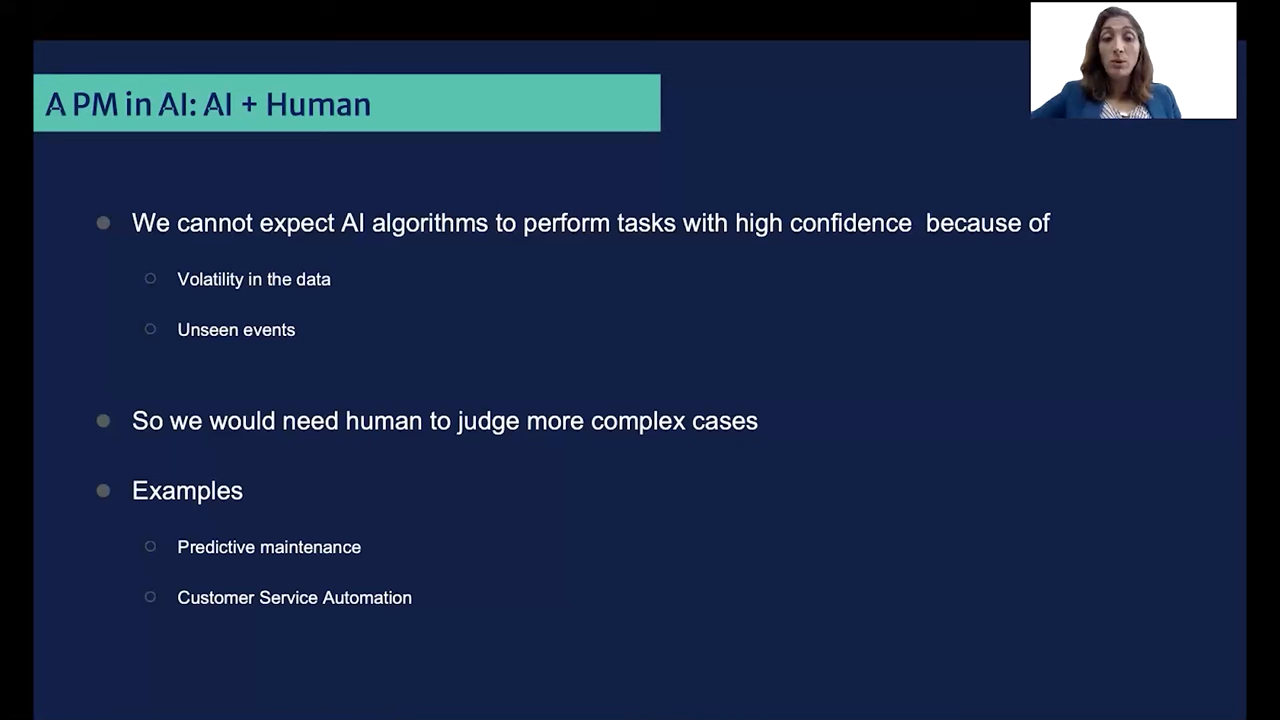 A PM in AI: AI + Human
We cannot expect AI algorithms to perform tasks with high confidence  because of
Volatility in the data
Unseen events
So we would need human to judge more complex cases
Examples
Predictive maintenance
Customer Service Automation